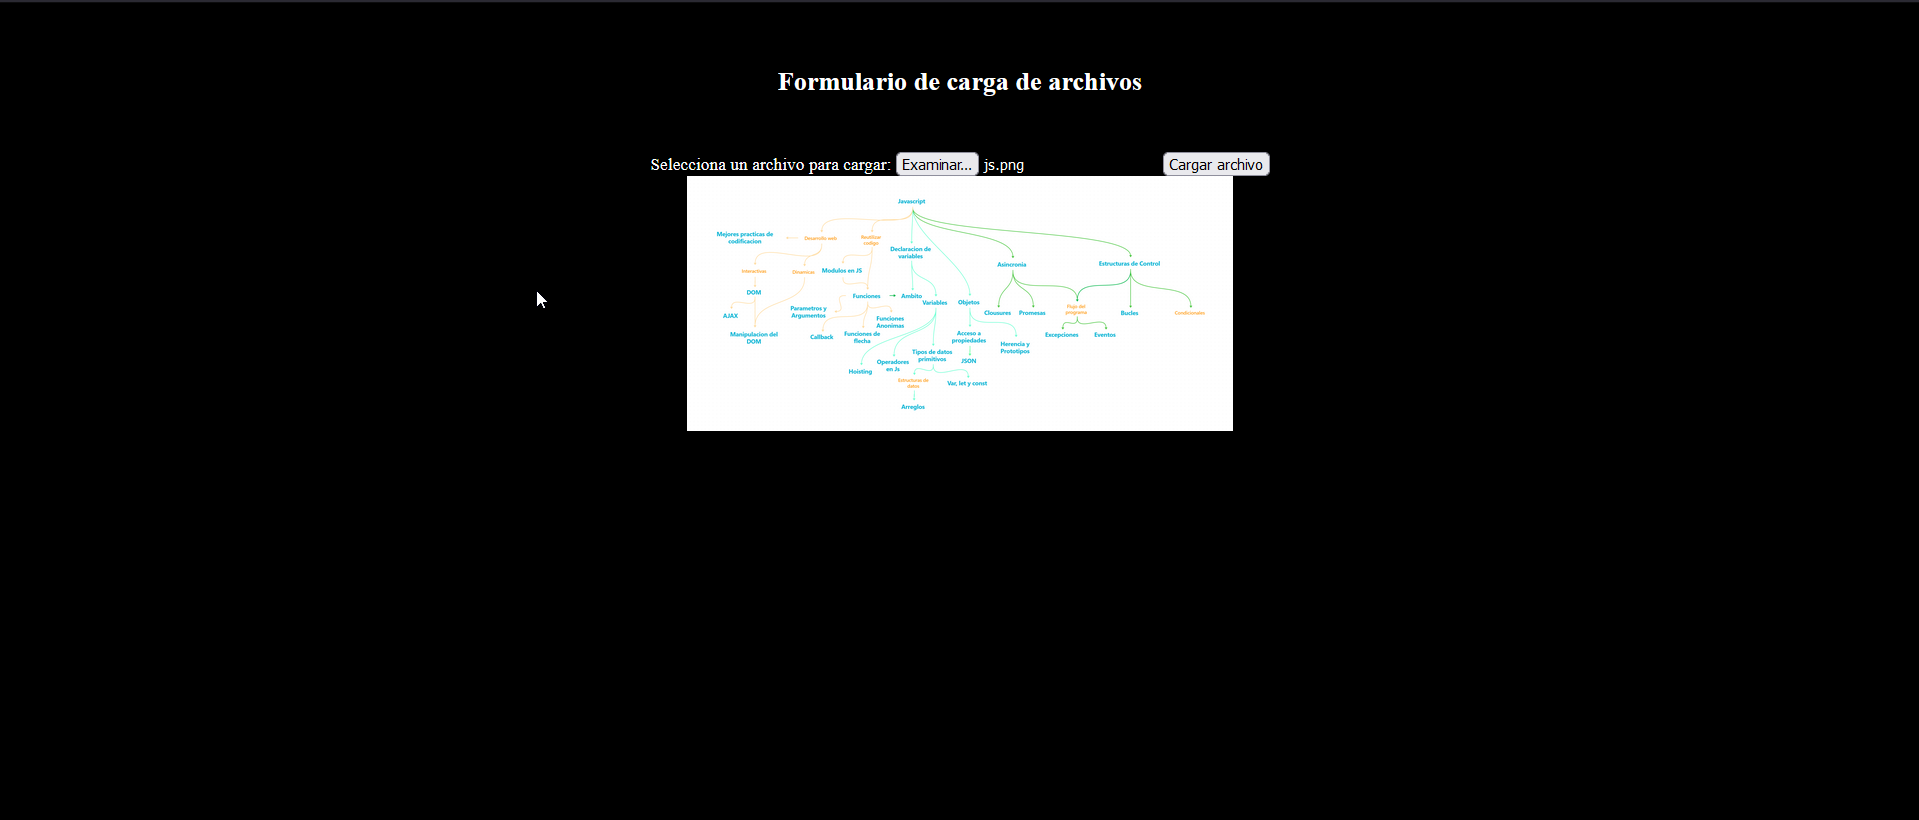 Formulario de carga de archivos
Selecciona un archivo para cargar: Examinar... js.png Cargar archivo
Javascript
Mejores practicas de
codificacion
Desarrollo web
Reutilizar
codigo
Declaracion de
variables
Asincronia
Estructuras de Control
Interactivas
Dinamicas
Modulos en JS
DOM
Funciones
Ambito
Variables
Objetos
AJAX
Parametros y
Argumentos
Funciones
Anonimas
Clousures
Promesas
Flujo del
programa
Bucles
Condicionales
Manipulacion del
DOM
Callback
Funciones de
flecha
Acceso a
propiedades
Herencia y
Prototipos
Excepciones
Eventos
Hoisting
Operadores
en Js
Tipos de datos
primitivos
JSON
Estructuras de
datos
Var, let y const
Arreglos